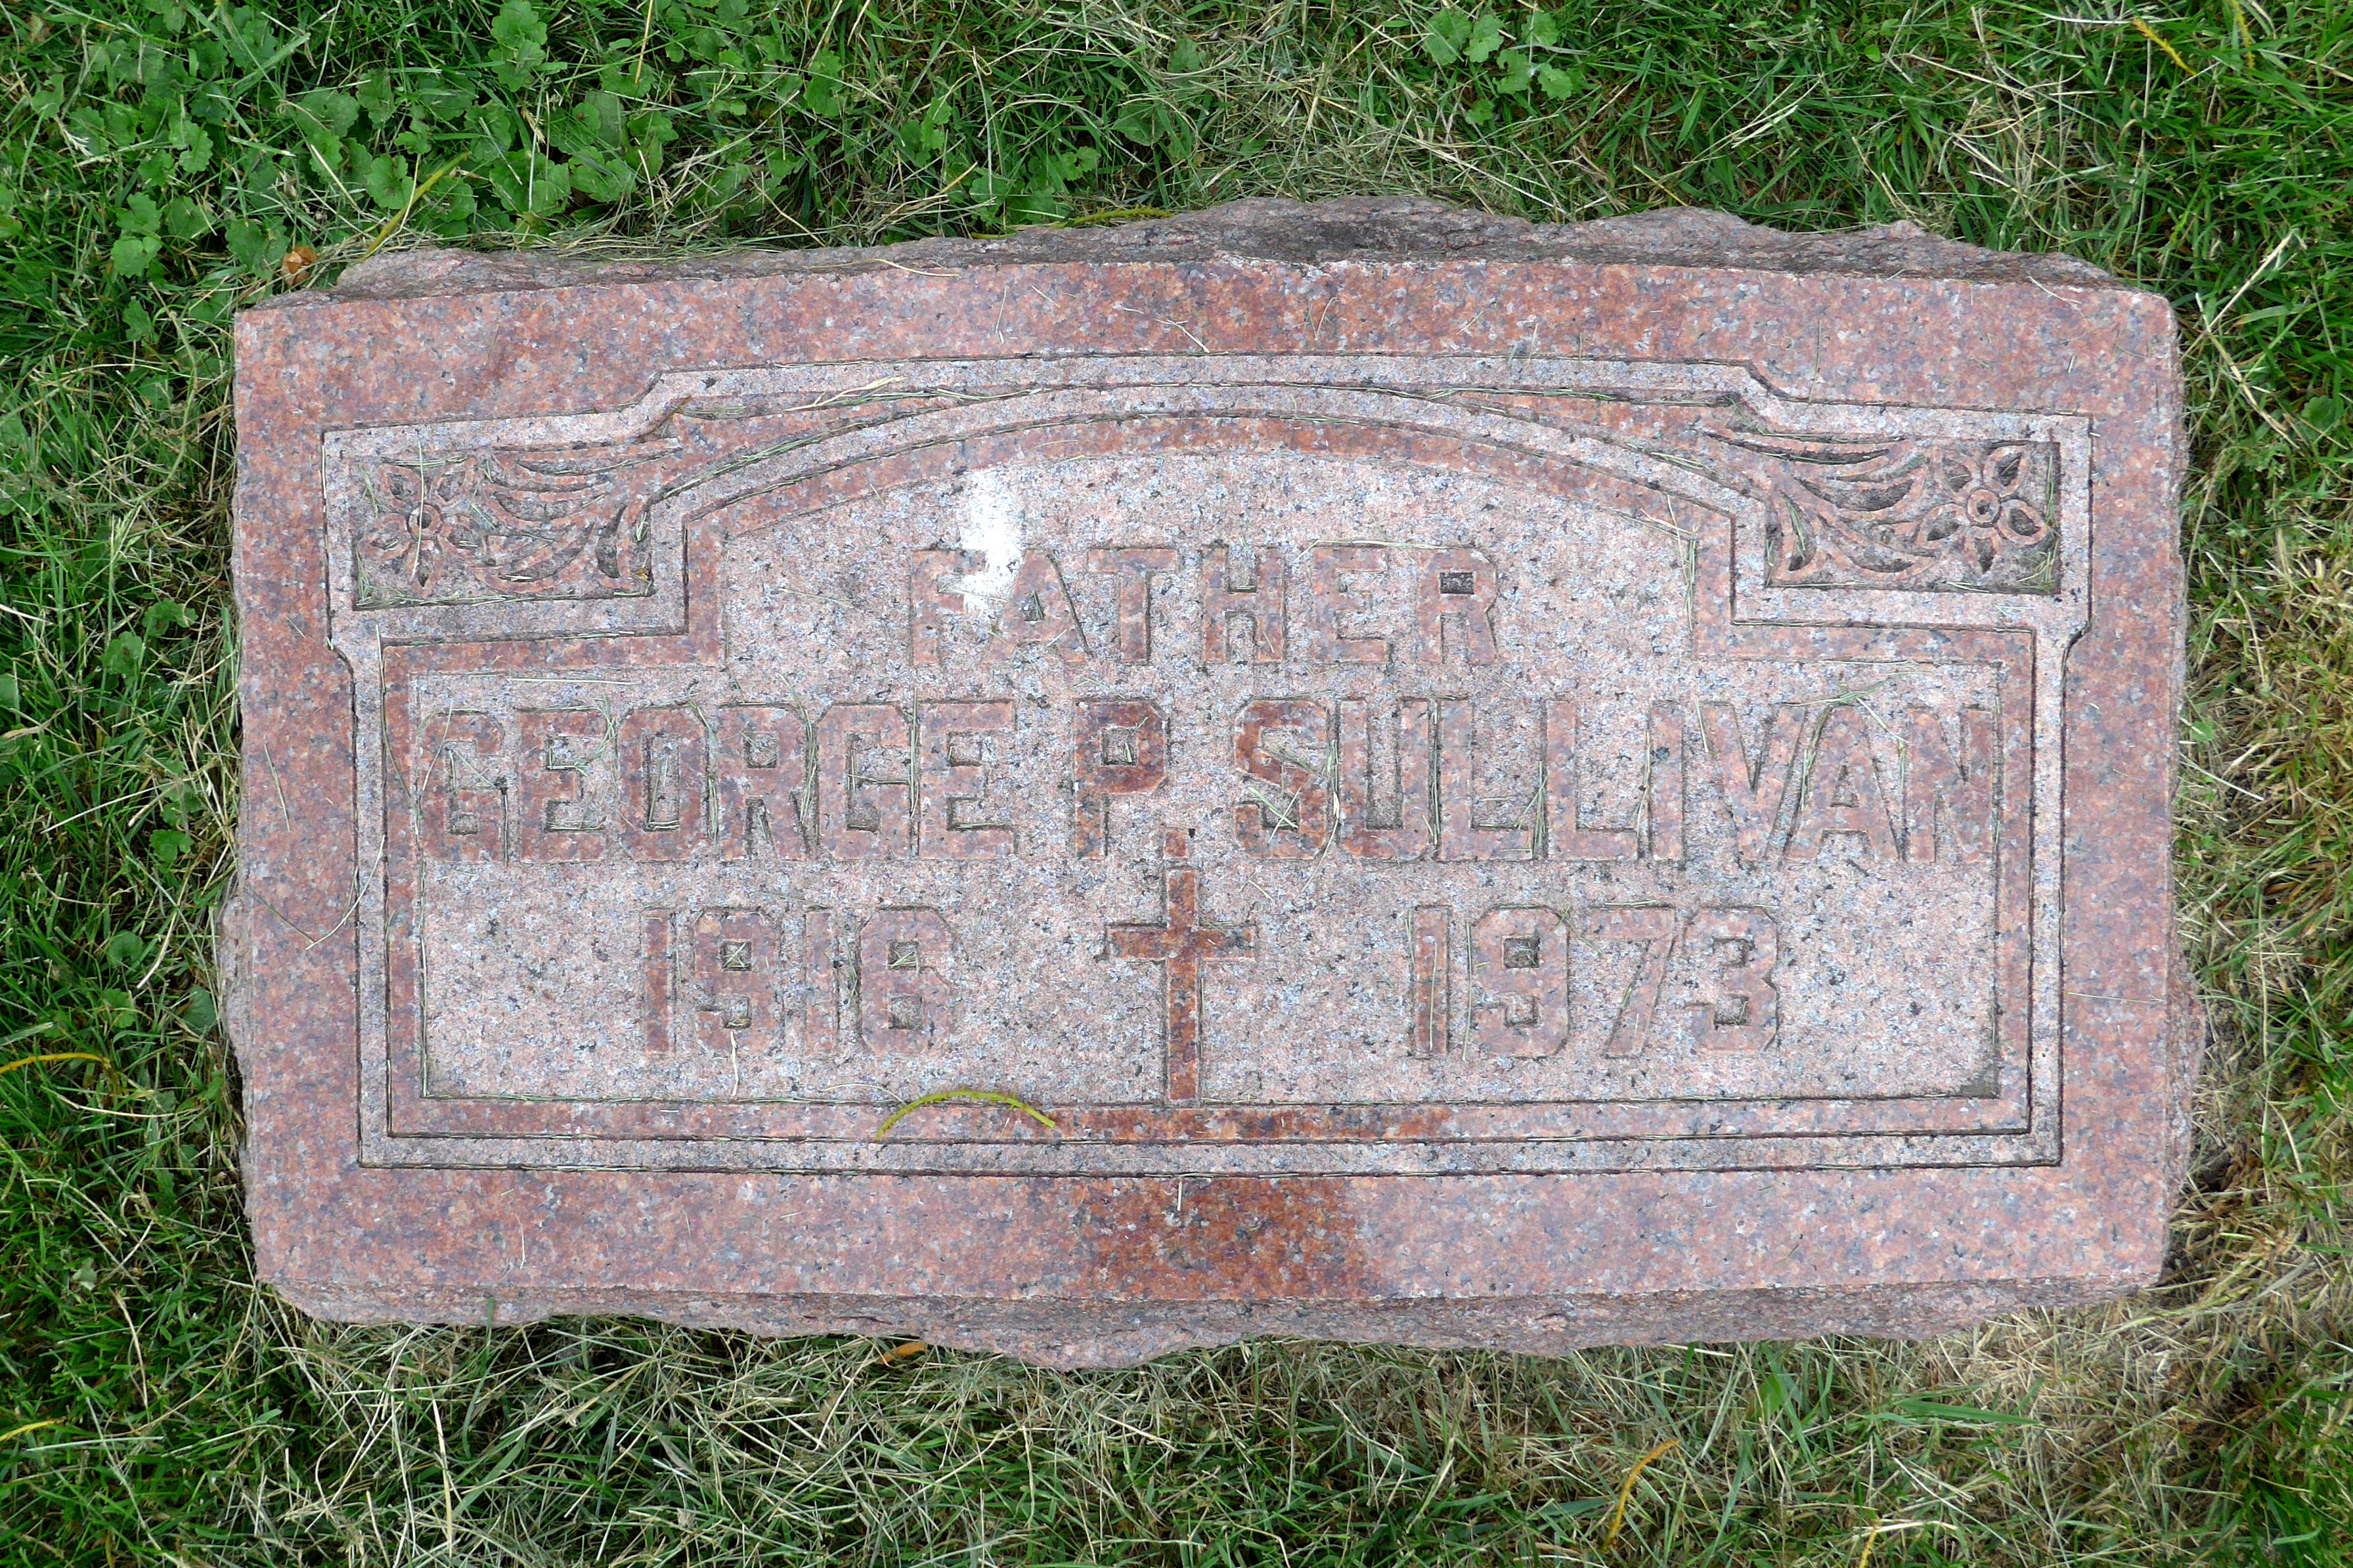 FATHER
GEORGE P. SULLIVAN
1916 1973